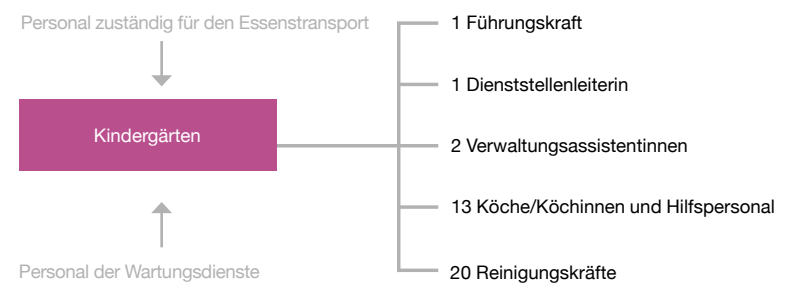 Personal zuständig für den Essenstransport
Kindergärten
Personal der Wartungsdienste
1 Führungskraft
1 Dienststellenleiterin
2 Verwaltungsassistentinnen
13 Köche/Köchinnen und Hilfspersonal
20 Reinigungskräfte